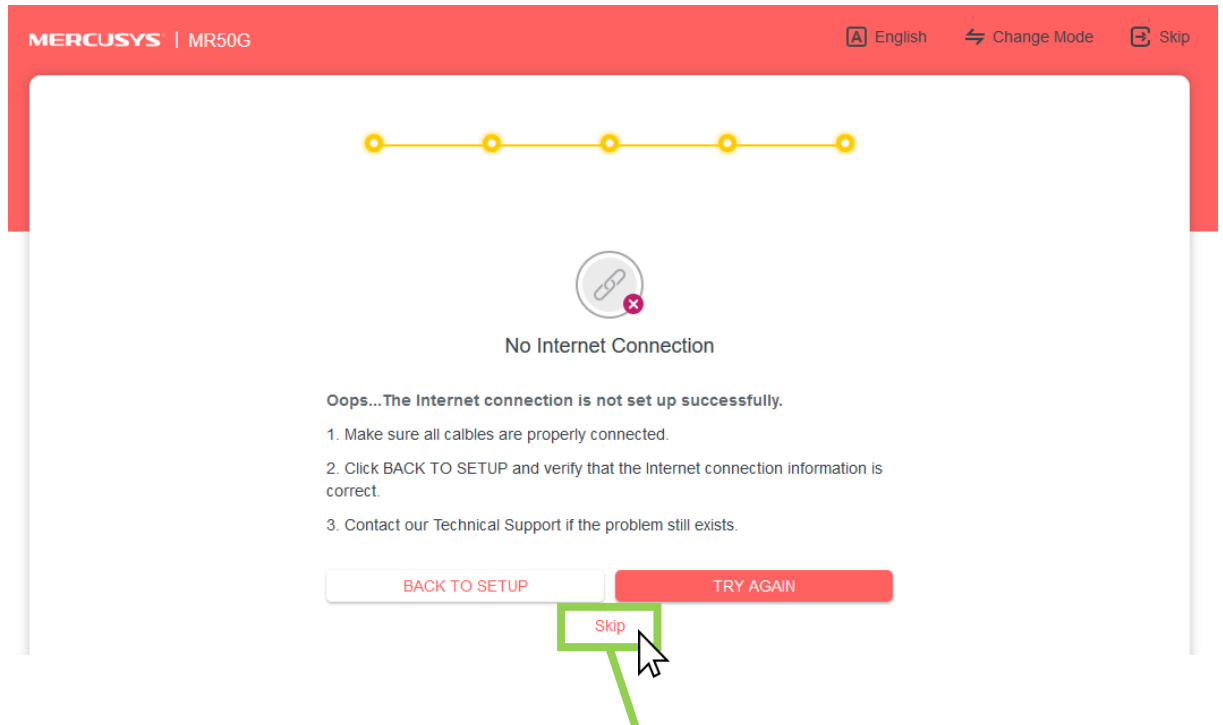 MERCUSYS | MR50G
A English Change Mode Skip
No Internet Connection
Oops...The Internet connection is not set up successfully.
1. Make sure all calbles are properly connected.
2. Click BACK TO SETUP and verify that the Internet connection information is
correct.
3. Contact our Technical Support if the problem still exists.
BACK TO SETUP TRY AGAIN
Skip